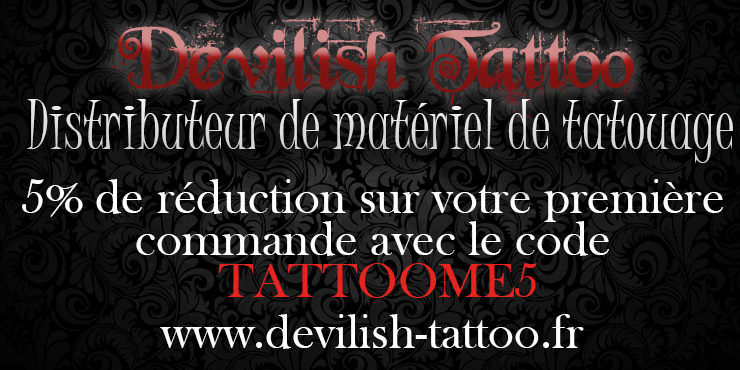 Devilish Tattoo
Distributeur de matériel de tatouage
5% de réduction sur votre première
commande avec le code
TATTOOME5
www.devilish-tattoo.fr